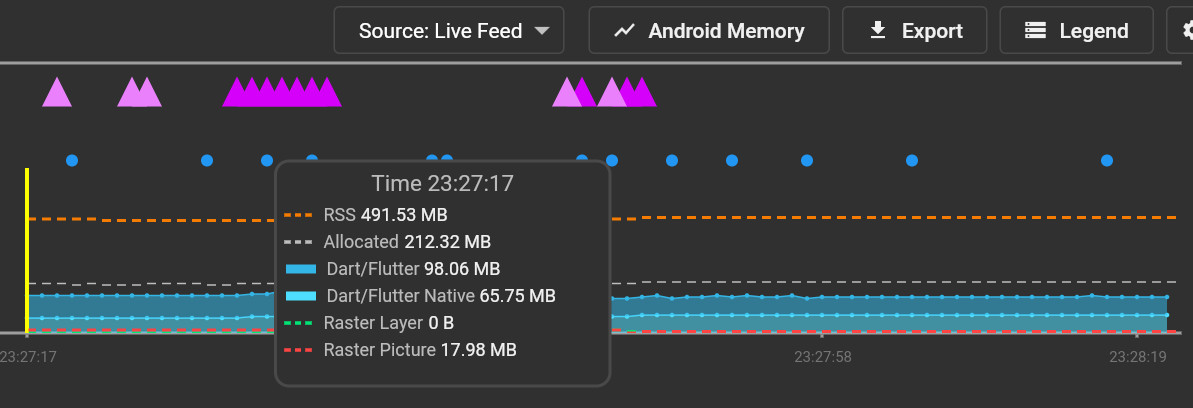 Source: Live Feed
Android Memory
Export
Legend
Time 23:27:17
RSS 491.53 MB
Allocated 212.32 MB
Dart/Flutter 98.06 MB
Dart/Flutter Native 65.75 MB
Raster Layer 0 B
Raster Picture 17.98 MB
23:27:17
23:27:58
23:28:19